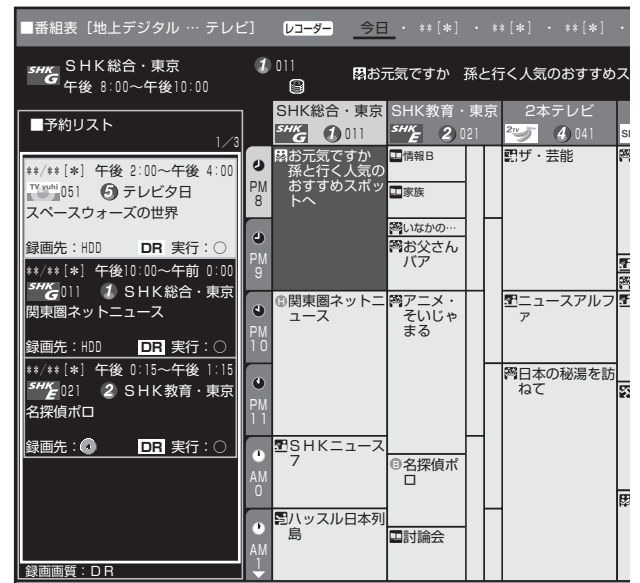 ■番組表［地上デジタル … テレビ］ レコーダー 今日 ・ **[*] ・ **[*] ・ **[*] ・
SHK G SHK総合・東京 1 011
午後 8:00～午後10:00
お元気ですか 孫と行く人気のおすすめス
■予約リスト
1／3
**/**[*] 午後 2:00～午後 4:00
TV yuhi 051 5 テレビタ日
スペースウォーズの世界
録画先：HDD DR 実行：○
**/**[*] 午後10:00～午前 0:00
SHK G 011 1 SHK総合・東京
関東圏ネットニュース
録画先：HDD DR 実行：○
**/**[*] 午後 0:15～午後 1:15
SHK E 021 2 SHK教育・東京
名探偵ポロ
録画先： DR 実行：○
録画画質：DR
PM
8
PM
9
PM
10
PM
11
AM
0
AM
1
SHK総合・東京
SHK G 1 011
お元気ですか
孫と行く人気の
おすすめスポッ
トへ
関東圏ネットニ
ュース
SHKニュース
7
ハッスル日本列
島
SHK教育・東京
SHK E 2 021
情報B
家族
いなかの…
お父さん
バア
アニメ・
そいじゃ
まる
名探偵ポ
ロ
討論会
2本テレビ
2TV 4 041
ザ・芸能
ニュースアルフ
ァ
日本の秘湯を訪
ねて